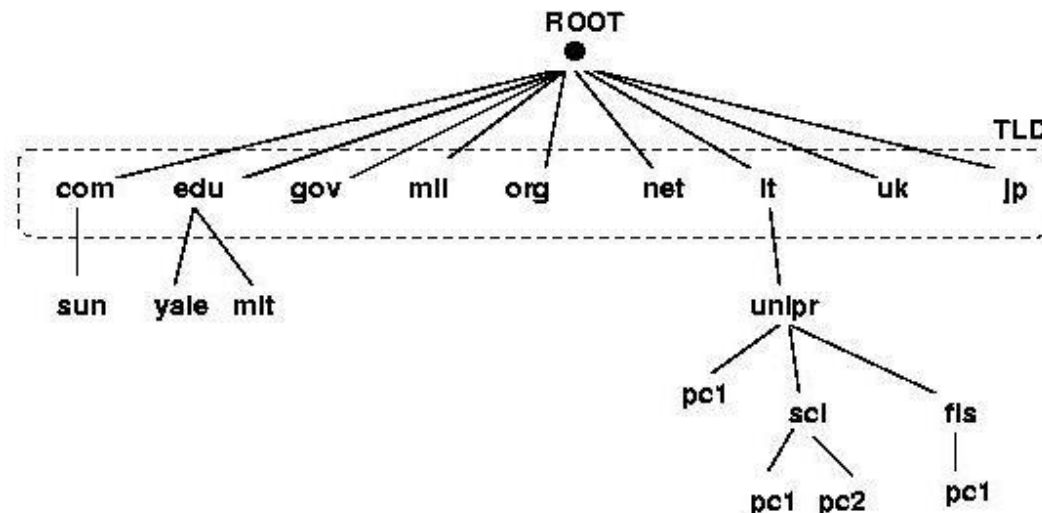 ROOT
TLD
com edu gov mil org net it uk jp
sun yale mit unipr
pc1 sci fis
pc1 pc2 pc1